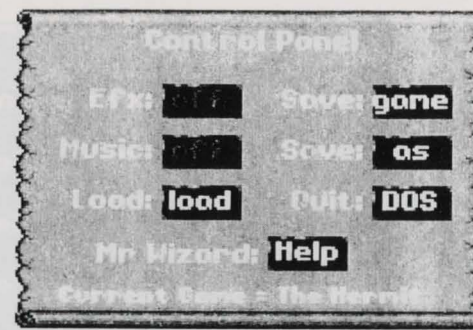 Control Panel
Efx: off Save: game
Music: off Save: as
Load: load Quit: DOS
Mr Wizard: Help
Current Game = The Hermit